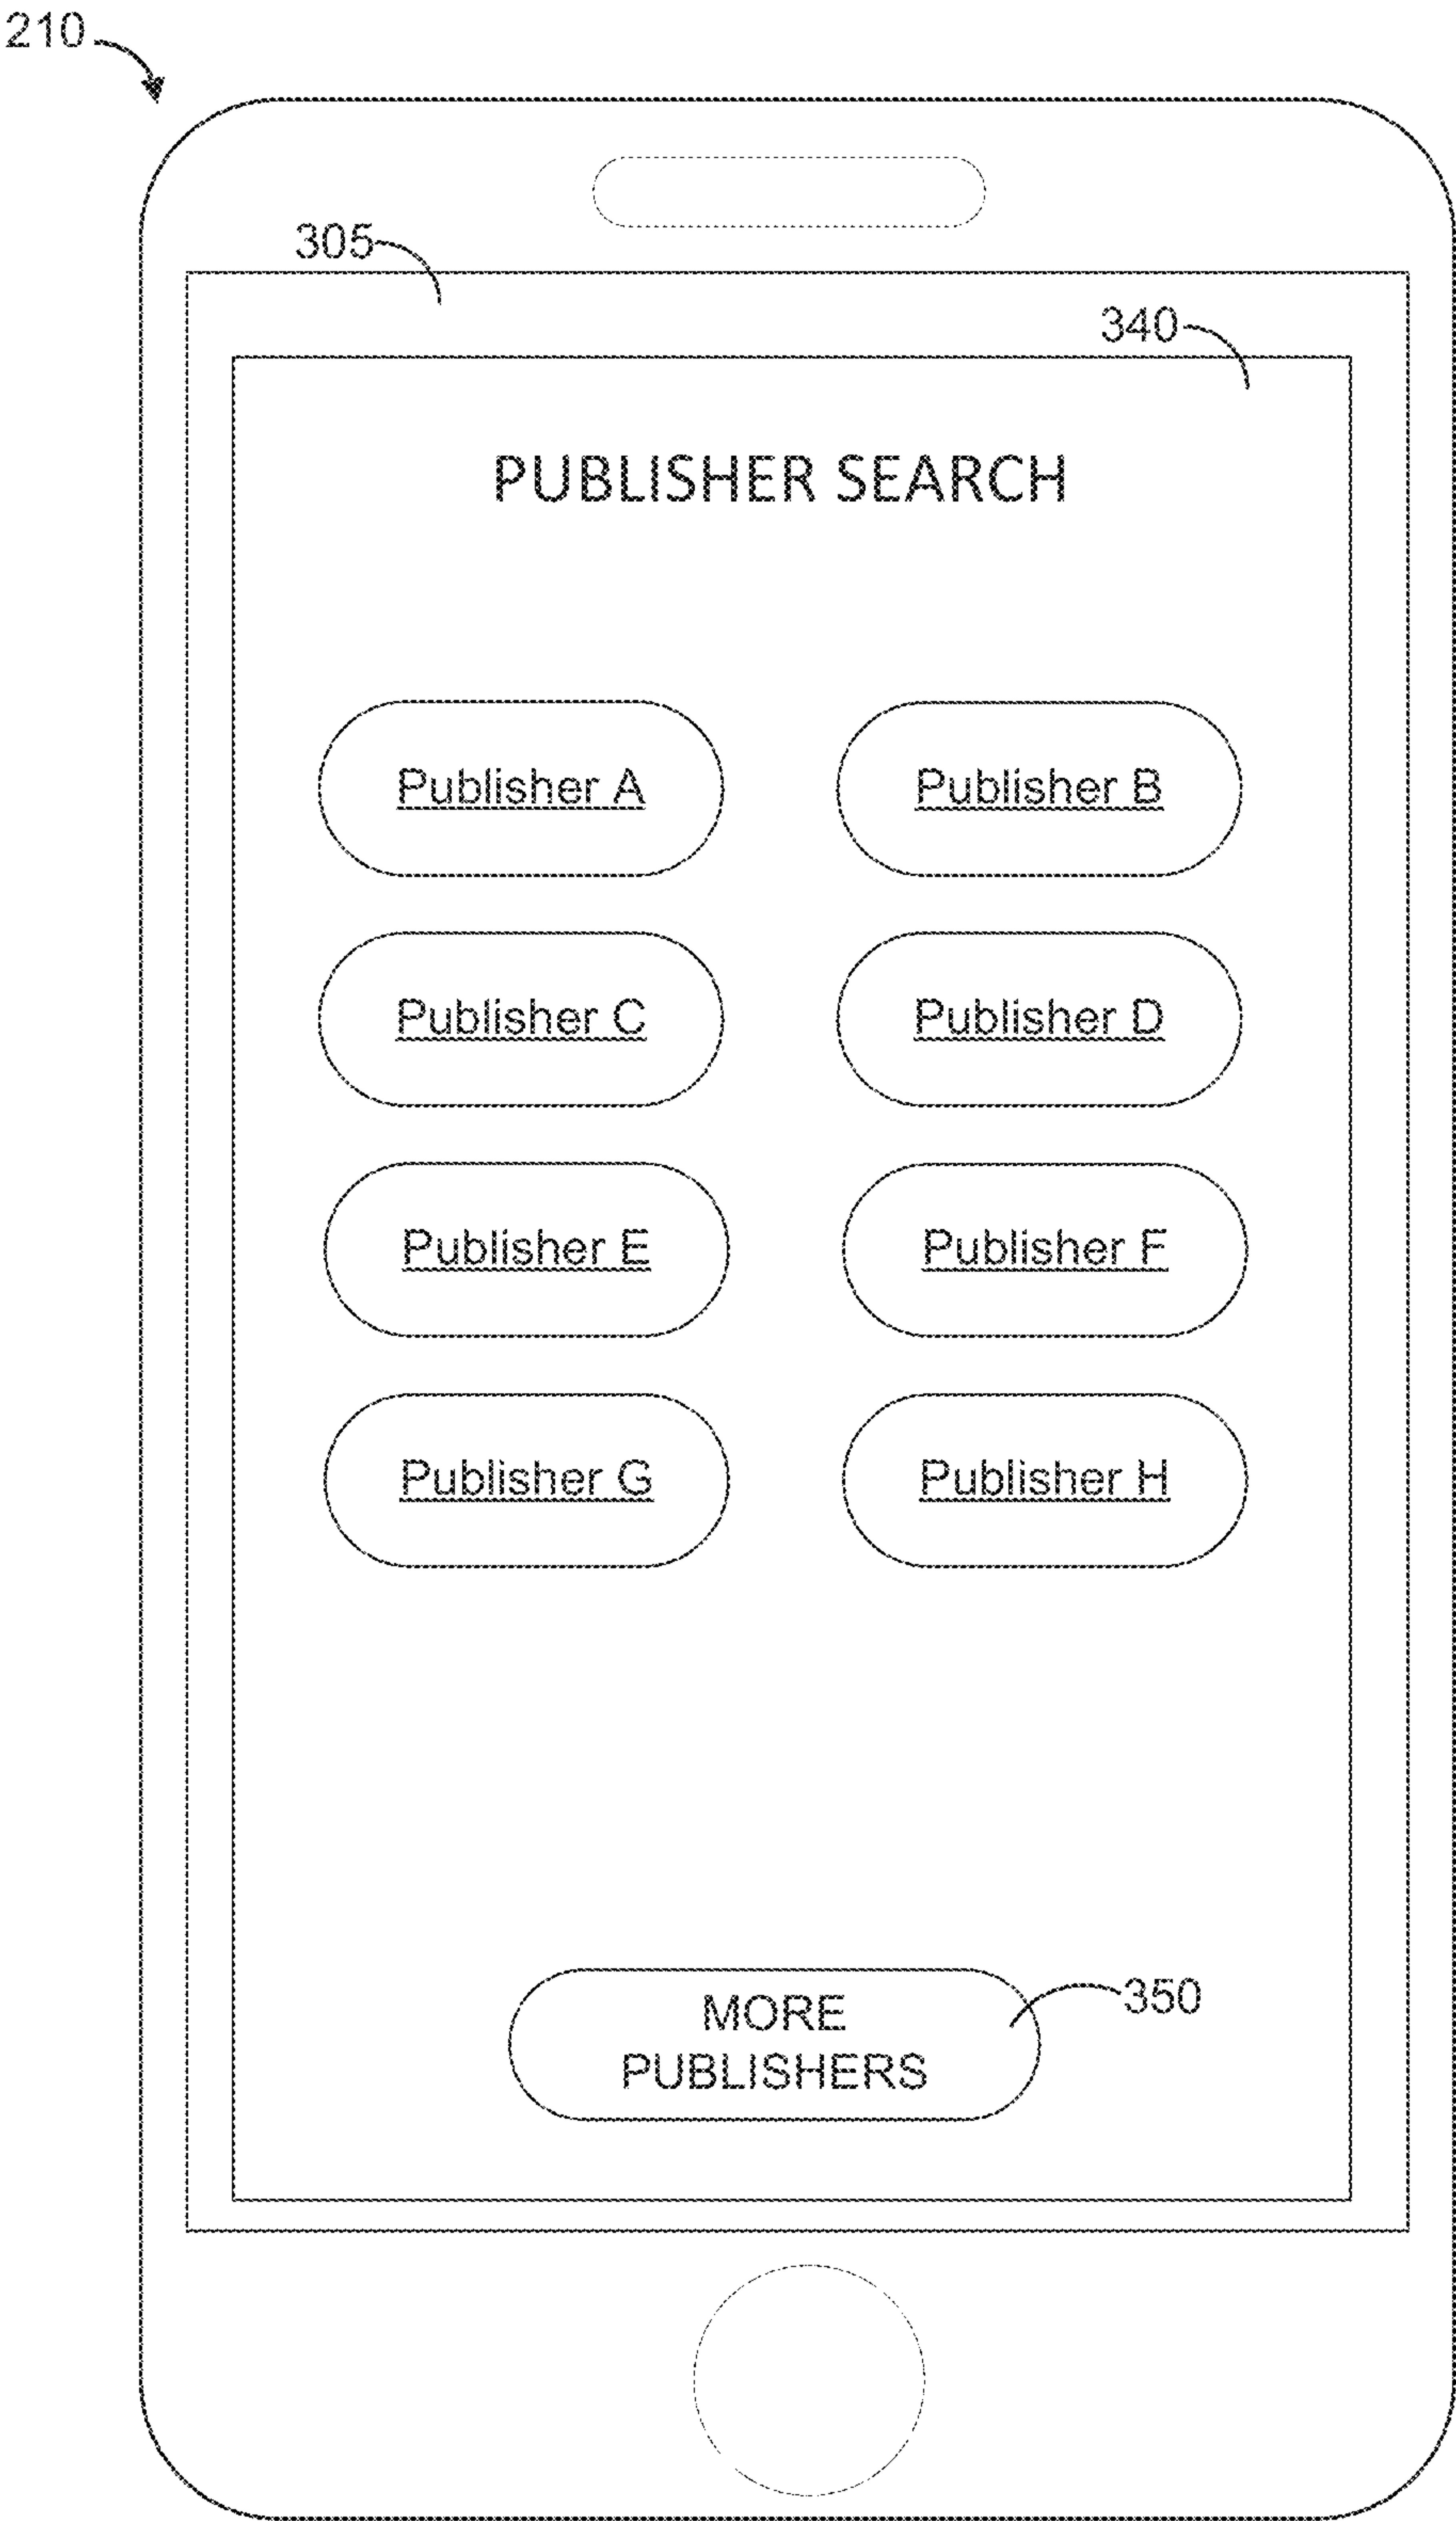 210
305
340
PUBLISHER SEARCH
Publisher A
Publisher B
Publisher C
Publisher D
Publisher E
Publisher F
Publisher G
Publisher H
MORE
PUBLISHERS
350